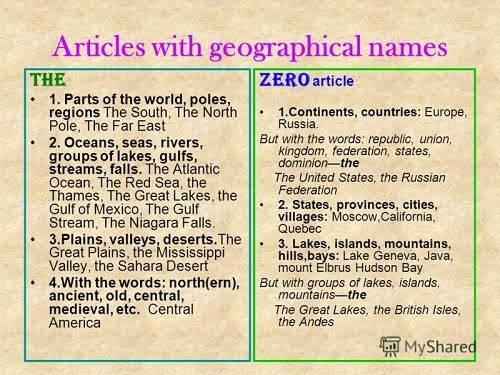 Articles with geographical names
THE
• 1. Parts of the world, poles,
regions The South, The North
Pole, The Far East
• 2. Oceans, seas, rivers,
groups of lakes, gulfs,
streams, falls. The Atlantic
Ocean, The Red Sea, the
Thames, The Great Lakes, the
Gulf of Mexico, The Gulf
Stream, The Niagara Falls.
• 3.Plains, valleys, deserts.The
Great Plains, the Mississippi
Valley, the Sahara Desert
• 4.With the words: north(ern),
ancient, old, central,
medieval, etc. Central
America
ZERO article
• 1.Continents, countries: Europe,
Russia.
But with the words: republic, union,
kingdom, federation, states,
dominion—the
The United States, the Russian
Federation
• 2. States, provinces, cities,
villages: Moscow,California,
Quebec
• 3. Lakes, islands, mountains,
hills,bays: Lake Geneva, Java,
mount Elbrus Hudson Bay
But with groups of lakes, islands,
mountains—the
The Great Lakes, the British Isles,
the Andes
MyShared